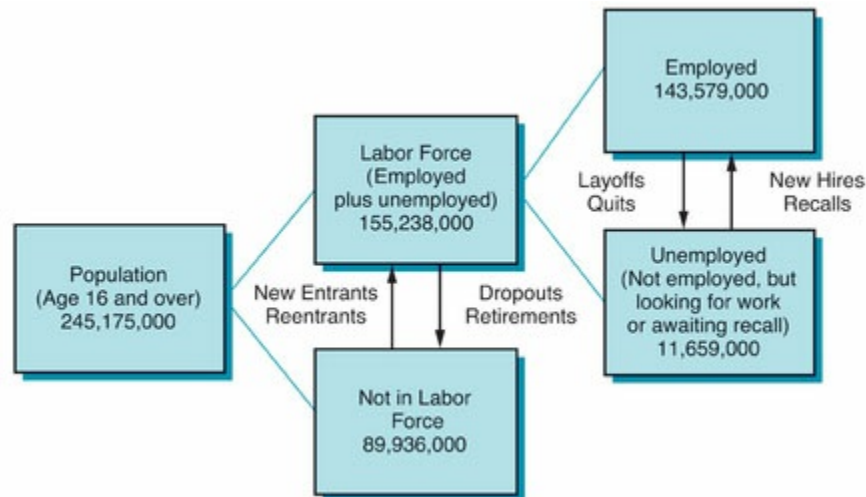 Population
(Age 16 and over)
245,175,000
Labor Force
(Employed
plus unemployed)
155,238,000
New Entrants
Reentrants
Dropouts
Retirements
Not in Labor
Force
89,936,000
Employed
143,579,000
Layoffs
Quits
New Hires
Recalls
Unemployed
(Not employed, but
looking for work
or awaiting recall)
11,659,000